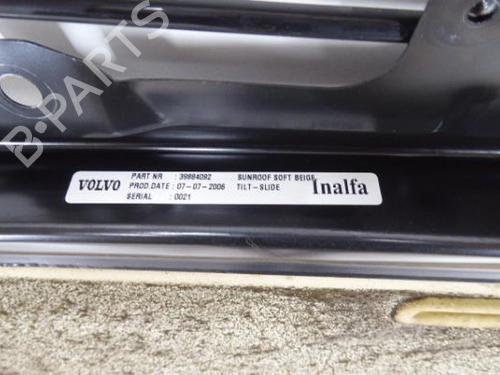 B-PARTS
VOLVO
PART NR : 39884092
PROD.DATE : 07-07-2006
SERIAL : 0021
SUNROOF SOFT BEIGE
TILT-SLIDE
Inalfa